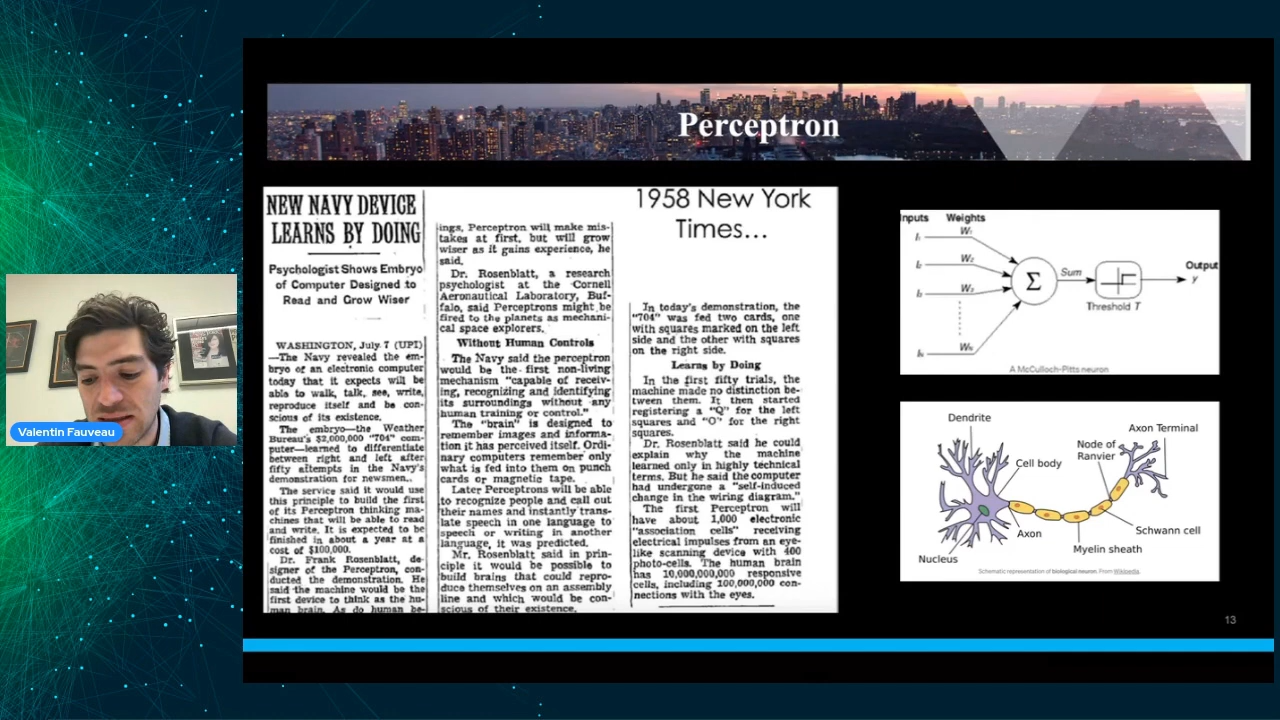 Perceptron
NEW NAVY DEVICE
LEARNS BY DOING
Psychologist Shows Embryo
of Computer Designed to
Read and Grow Wiser
WASHINGTON, July 7 (UPI)
—The Navy revealed the em-
bryo of an electronic computer
today that it expects will be
able to walk, talk, see, write,
reproduce itself and be con-
scious of its existence.
The embryo—the Weather
Bureau's $2,000,000 "704" com-
puter—learned to differentiate
between right and left after
fifty attempts in the Navy's
demonstration for newsmen.
The service said it would use
this principle to build the first
of its Perceptron thinking ma-
chines that will be able to read
and write. It is expected to be
finished in about a year at a
cost of $100,000.
Dr. Frank Rosenblatt, de-
signer of the Perceptron, con-
ducted the demonstration. He
said the machine would be the
first device to think as the hu-
man brain. As do human be-
ings, Perceptron will make mis-
takes at first, but will grow
wiser as it gains experience, he
said.
Dr. Rosenblatt, a research
psychologist at the Cornell
Aeronautical Laboratory, Buf-
falo, said Perceptrons might be
fired to the planets as mechani-
cal space explorers.
Without Human Controls
The Navy said the perceptron
would be the first non-living
mechanism "capable of receiv-
ing, recognizing and identifying
its surroundings without any
human training or control."
The "brain" is designed to
remember images and informa-
tion it has perceived itself. Ordi-
nary computers remember only
what is fed into them on punch
cards or magnetic tape.
Later Perceptrons will be able
to recognize people and call out
their names and instantly trans-
late speech in one language to
speech or writing in another
language, it was predicted.
Mr. Rosenblatt said in prin-
ciple it would be possible to
build brains that could repro-
duce themselves on an assembly
line and which would be con-
scious of their existence.
1958 New York
Times...
In today's demonstration, the
"704" was fed two cards, one
with squares marked on the left
side and the other with squares
on the right side.
Learns by Doing
In the first fifty trials, the
machine made no distinction be-
tween them. It then started
registering a "Q" for the left
squares and "O" for the right
squares.
Dr. Rosenblatt said he could
explain why the machine
learned only in highly technical
terms. But he said the computer
had undergone a "self-induced
change in the wiring diagram."
The first Perceptron will
have about 1,000 electronic
"association cells" receiving
electrical impulses from an eye-
like scanning device with 400
photo-cells. The human brain
has 10,000,000,000 responsive
cells, including 100,000,000 con-
nections with the eyes.
Inputs Weights
I₁ W₁
I₂ W₂
I₃ W₃
Iₙ Wₙ
Σ
Sum
Threshold T
Output
y
A McCulloch-Pitts neuron
Dendrite
Axon Terminal
Node of
Ranvier
Cell body
Schwann cell
Axon
Myelin sheath
Nucleus
Schematic representation of biological neuron. From Wikipedia.
13
Valentin Fauveau